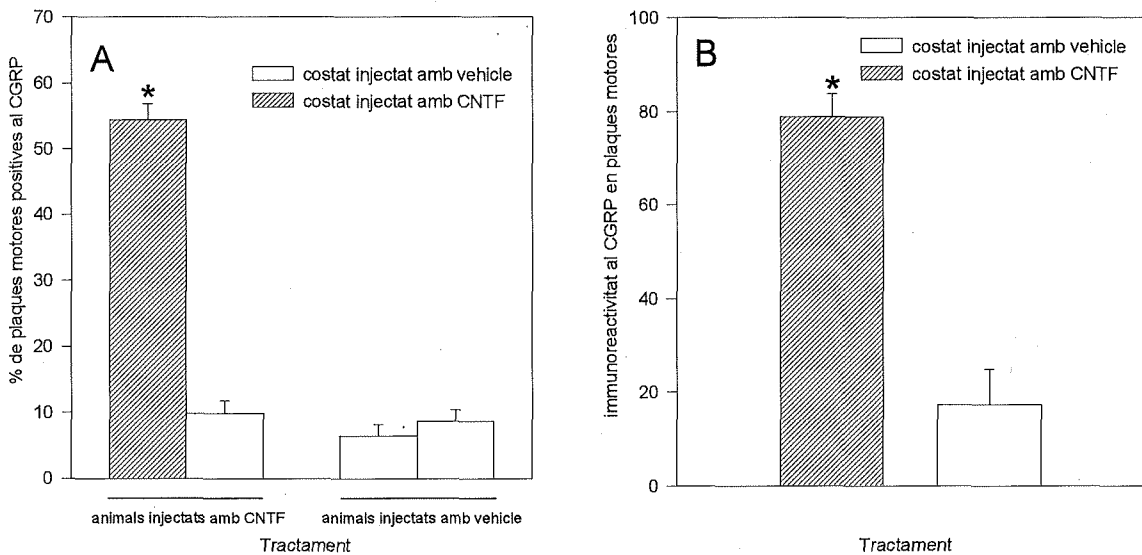 A
% de plaques motores positives al CGRP
70
60
50
40
30
20
10
0
costat injectat amb vehicle
costat injectat amb CNTF
*
animals injectats amb CNTF
animals injectats amb vehicle
Tractament
B
immunoreactivitat al CGRP en plaques motores
100
80
60
40
20
0
costat injectat amb vehicle
costat injectat amb CNTF
*
Tractament